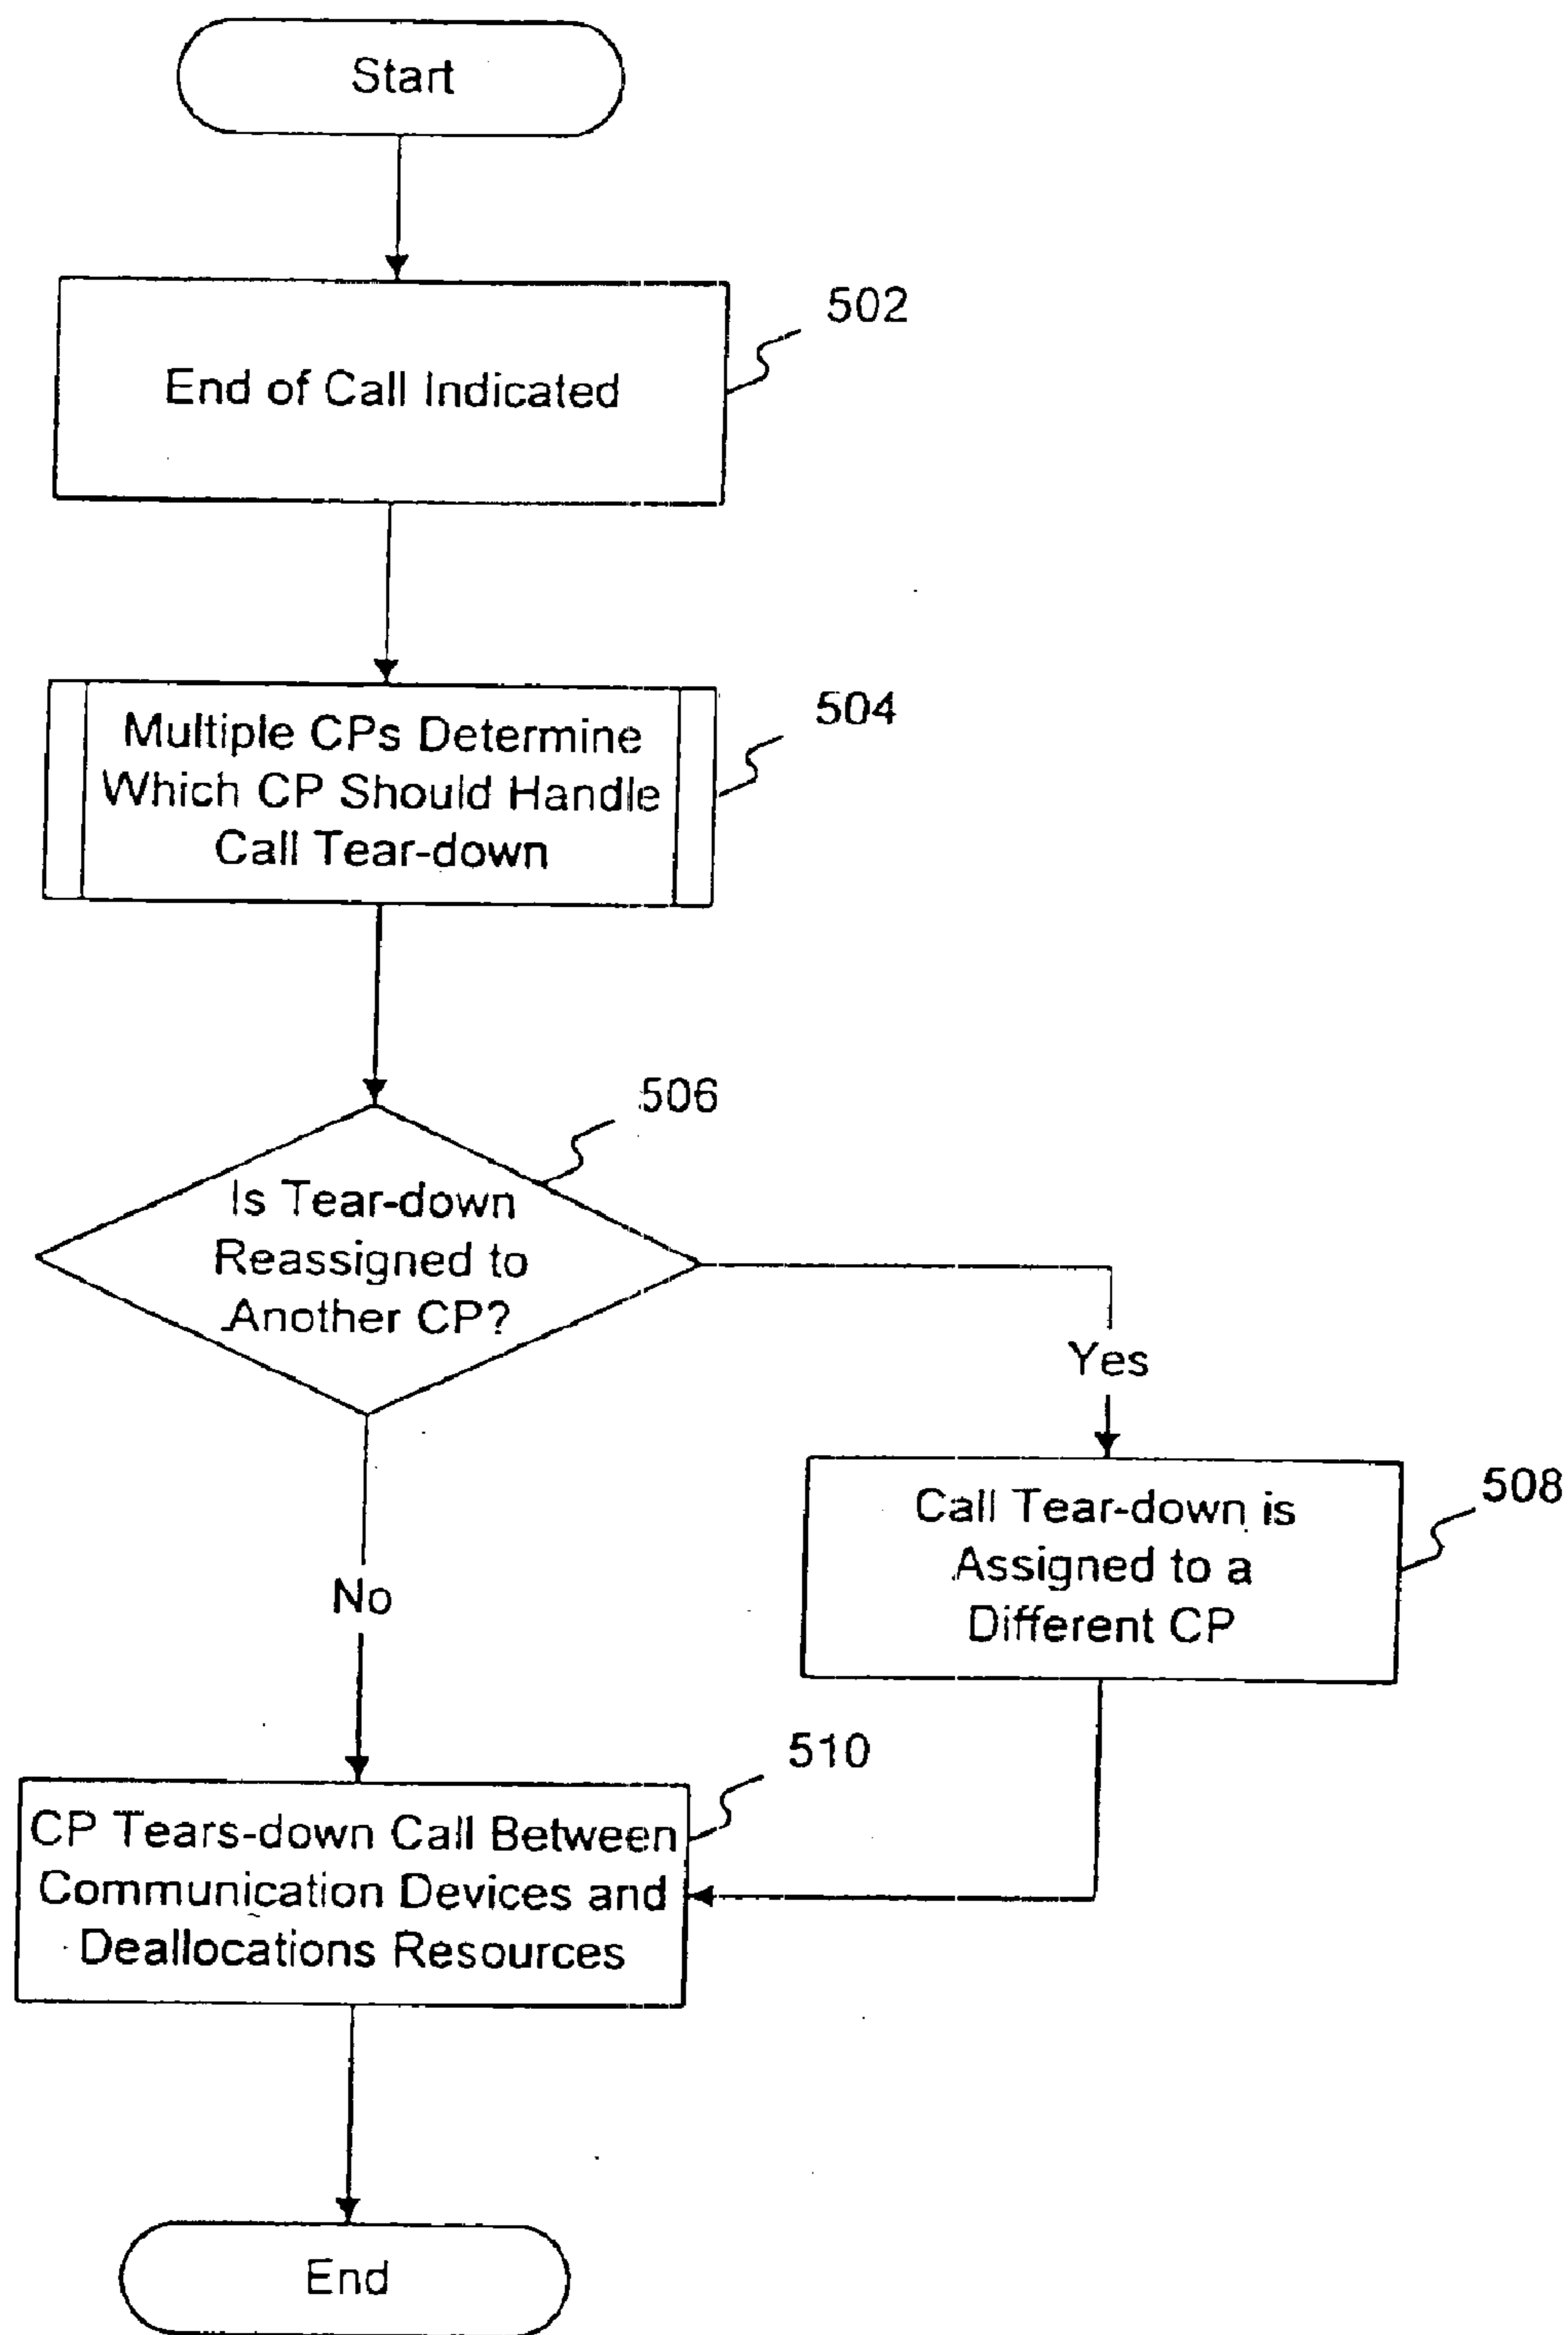 Start
502
End of Call Indicated
504
Multiple CPs Determine
Which CP Should Handle
Call Tear-down
506
Is Tear-down
Reassigned to
Another CP?
Yes
508
Call Tear-down is
Assigned to a
Different CP
No
510
CP Tears-down Call Between
Communication Devices and
Deallocations Resources
End